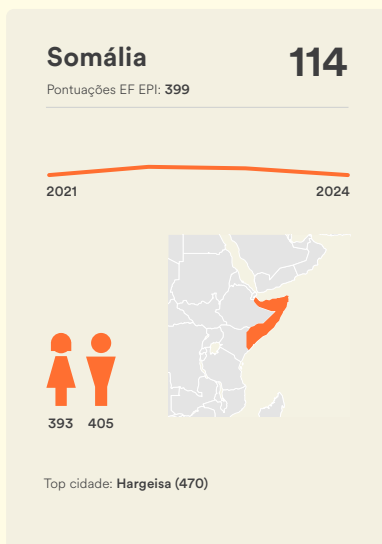 Somália
114
Pontuações EF EPI: 399
2021
2024
393
405
Top cidade: Hargeisa (470)